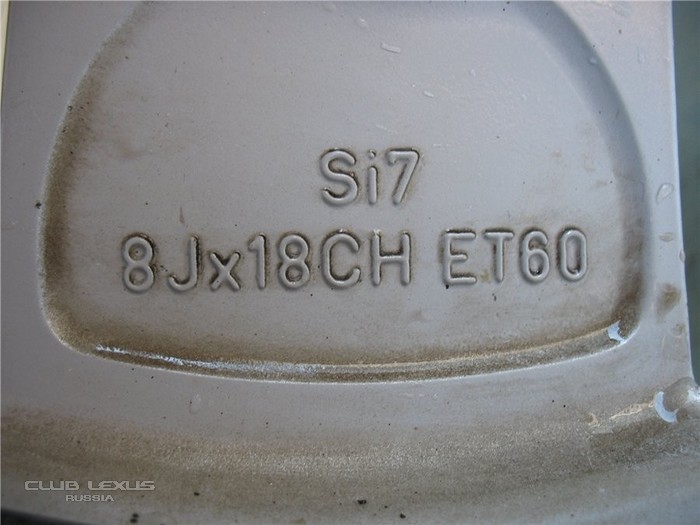 Si7
8Jx18CH ET60
CLUB LEXUS
RUSSIA